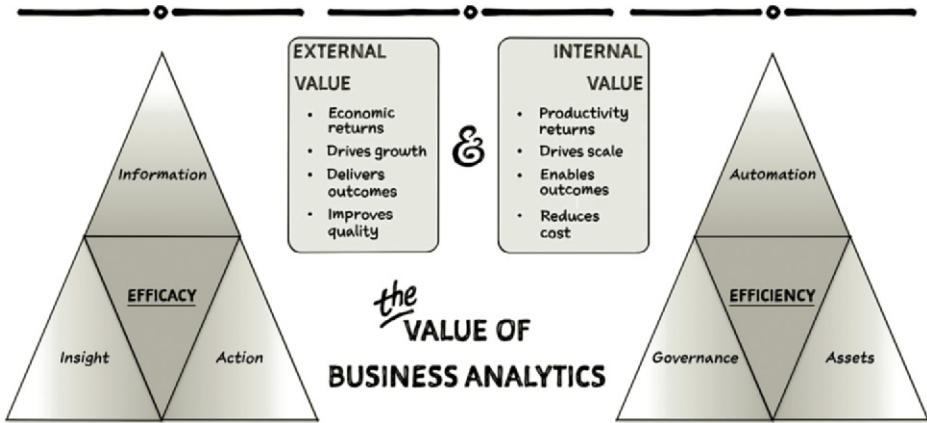 Information
EFFICACY
Insight
Action
EXTERNAL
VALUE
• Economic
returns
• Drives growth
• Delivers
outcomes
• Improves
quality
&
INTERNAL
VALUE
• Productivity
returns
• Drives scale
• Enables
outcomes
• Reduces
cost
the
VALUE OF
BUSINESS ANALYTICS
Automation
EFFICIENCY
Governance
Assets